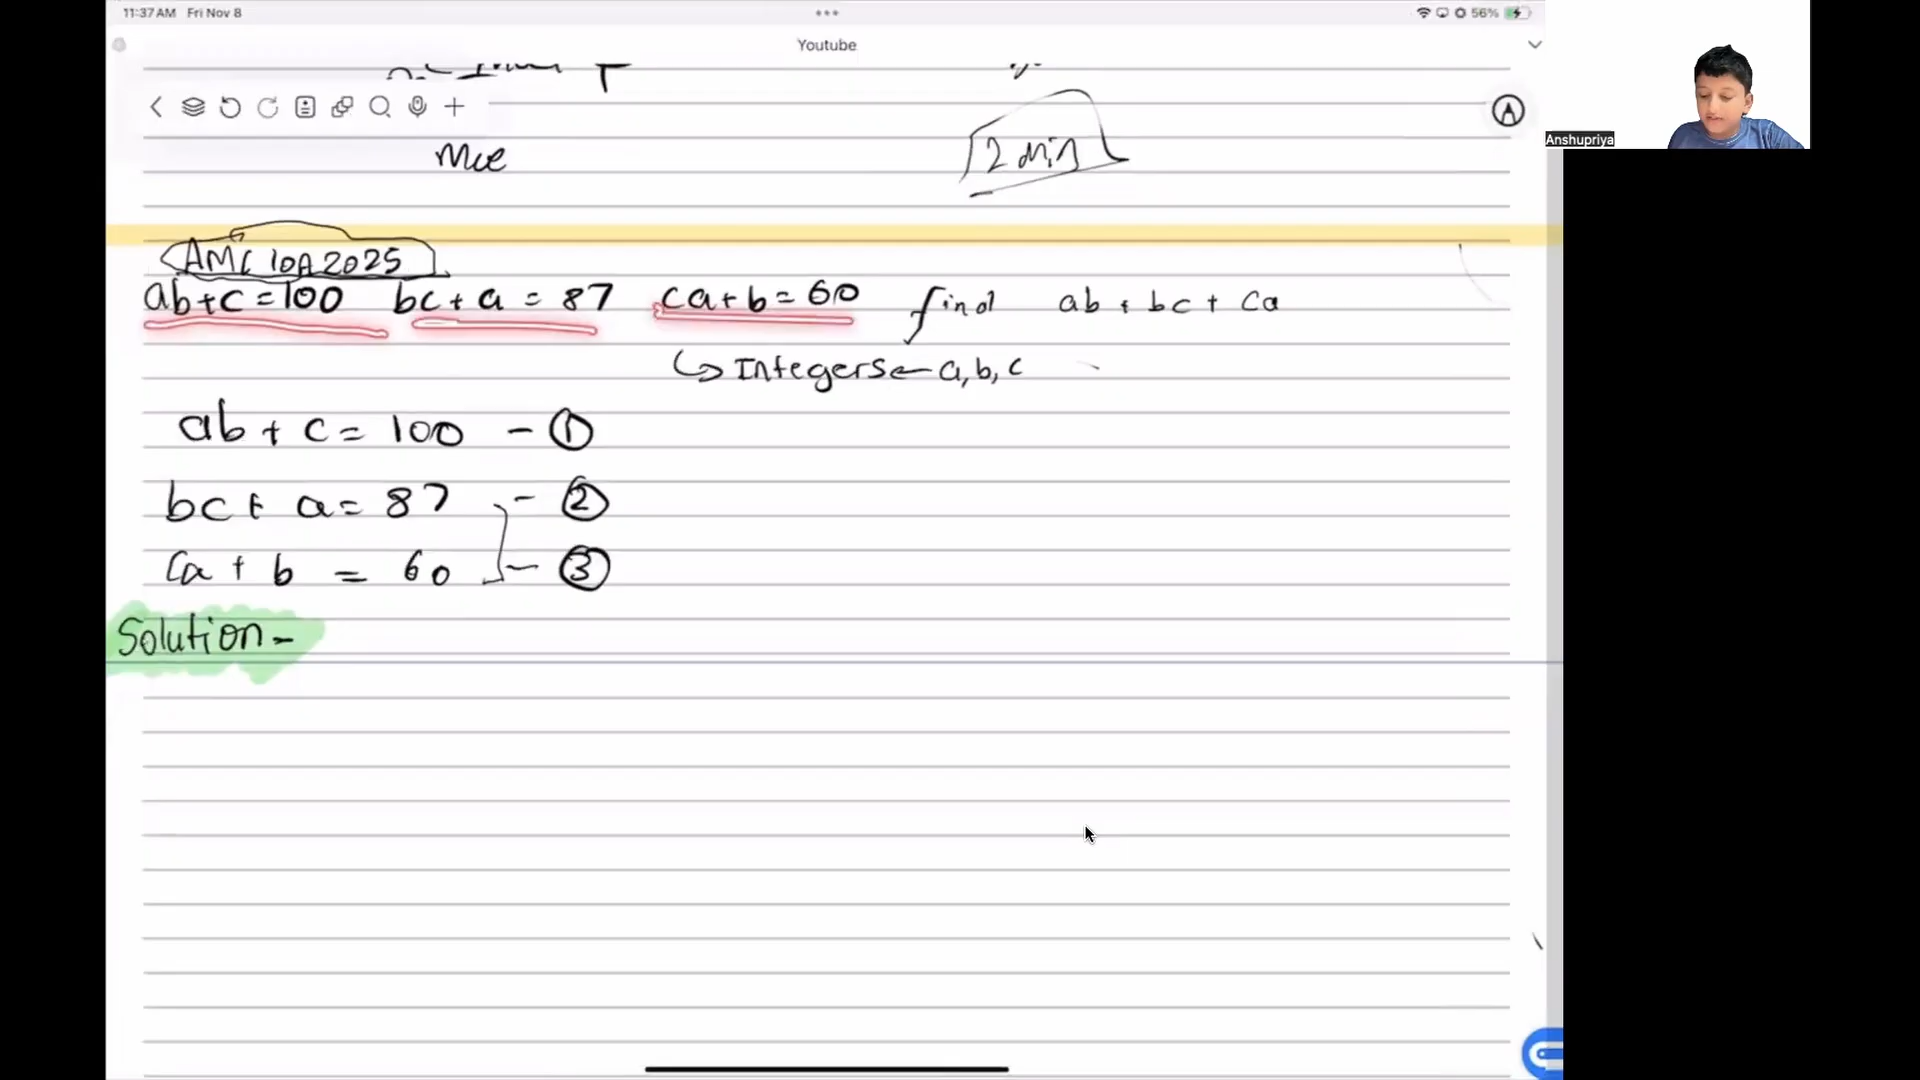 11:37 AM Fri Nov 8
56%
Youtube
Anshupriya
2 Min
AMC 10A 2025
ab+c=100 bc+a=87 ca+b=60 find ab+bc+ca
↪ Integers ← a, b, c
ab + c = 100 - ①
bc + a = 87 - ②
ca + b = 60 - ③
Solution -